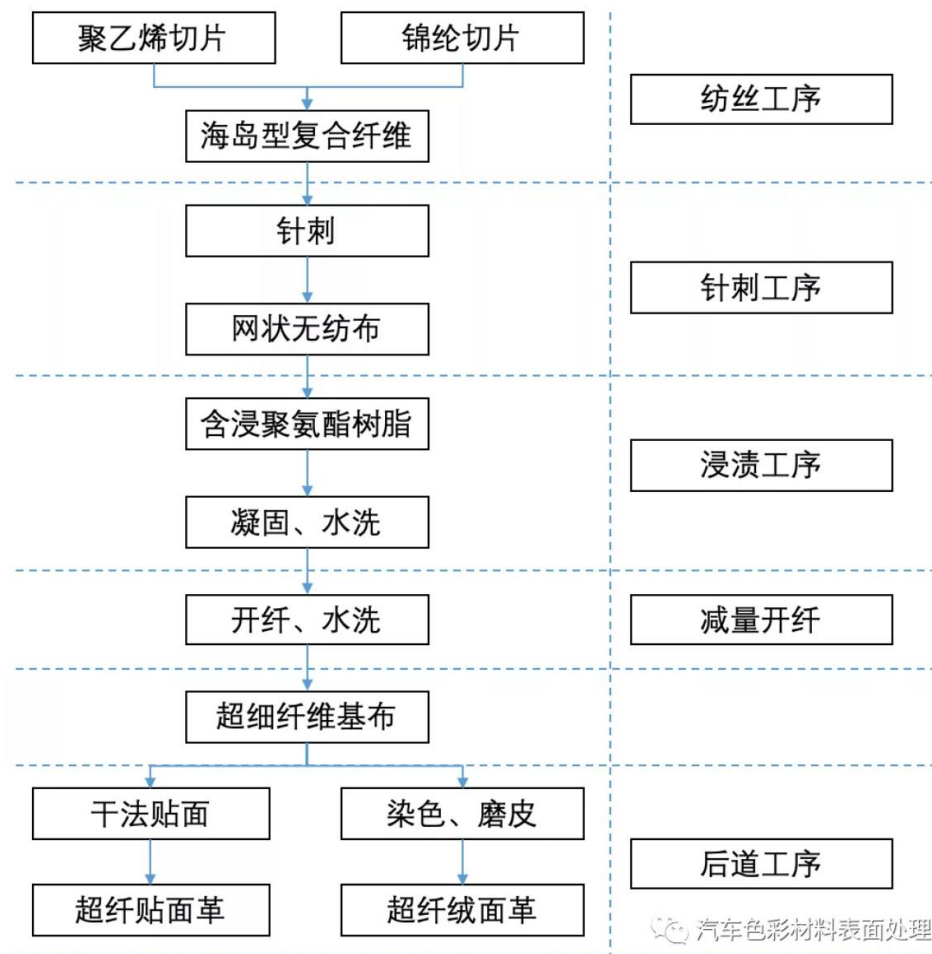 聚乙烯切片
锦纶切片
纺丝工序
海岛型复合纤维
针刺
针刺工序
网状无纺布
含浸聚氨酯树脂
浸渍工序
凝固、水洗
开纤、水洗
减量开纤
超细纤维基布
干法贴面
染色、磨皮
后道工序
超纤贴面革
超纤绒面革
汽车色彩材料表面处理